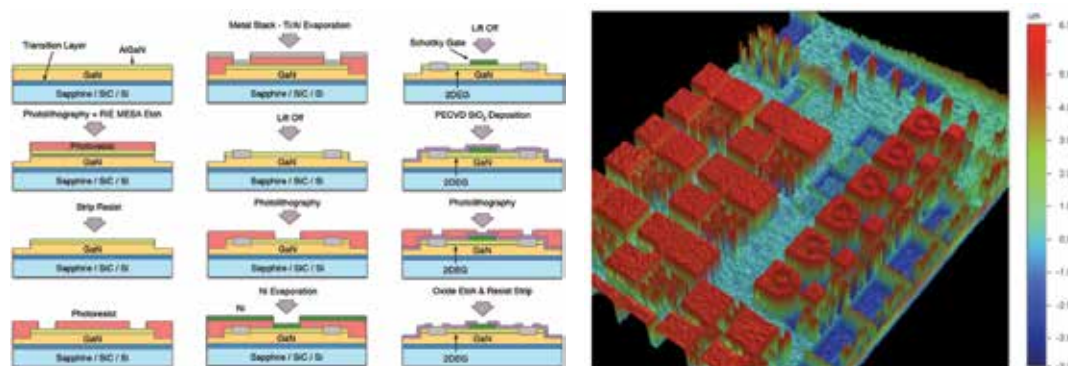 Transition Layer
AlGaN
GaN
Sapphire / SiC / Si
Photolithography + RIE MESA Etch
Photoresist
GaN
Sapphire / SiC / Si
Strip Resist
GaN
Sapphire / SiC / Si
Photoresist
GaN
Sapphire / SiC / Si
Metal Stack - Ti/Al Evaporation
GaN
Sapphire / SiC / Si
Lift Off
GaN
Sapphire / SiC / Si
Photolithography
GaN
Sapphire / SiC / Si
Ni Evaporation
Ni
GaN
Sapphire / SiC / Si
Lift Off
Schottky Gate
GaN
2DEG
Sapphire / SiC / Si
PECVD SiO₂ Deposition
GaN
2DEG
Sapphire / SiC / Si
Photolithography
GaN
2DEG
Sapphire / SiC / Si
Oxide Etch & Resist Strip
GaN
2DEG
Sapphire / SiC / Si
um